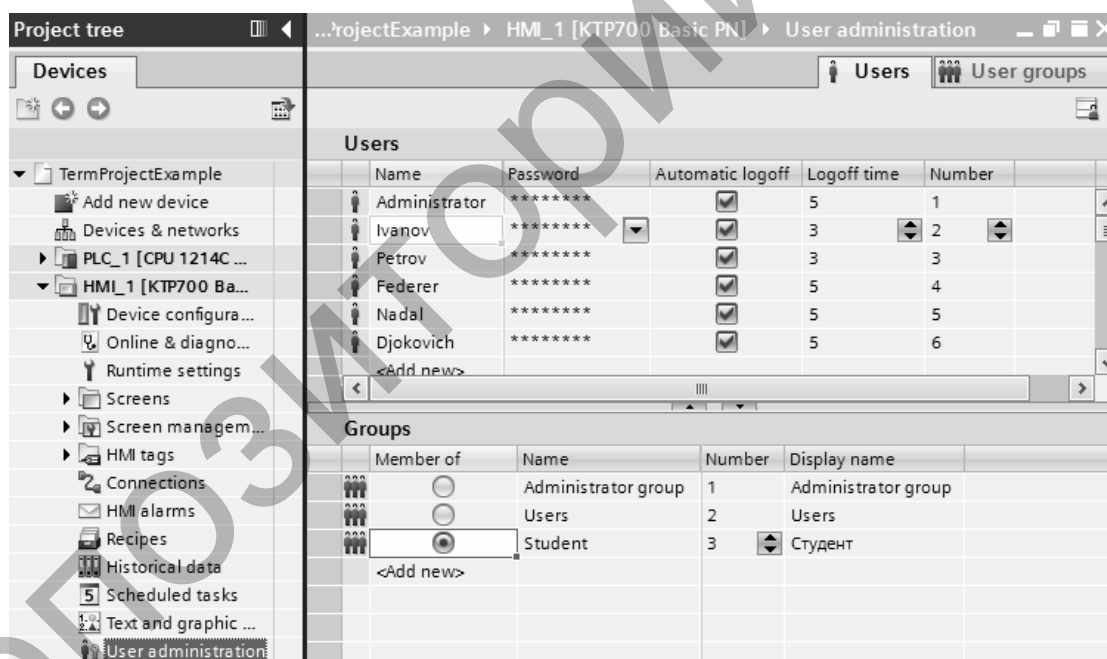 Project tree
...ProjectExample ▸ HMI_1 [KTP700 Basic PN] ▸ User administration
Devices
Users
User groups
TermProjectExample
Add new device
Devices & networks
PLC_1 [CPU 1214C ...
HMI_1 [KTP700 Ba...
Device configura...
Online & diagno...
Runtime settings
Screens
Screen managem...
HMI tags
Connections
HMI alarms
Recipes
Historical data
Scheduled tasks
Text and graphic ...
User administration
Users
Name Password Automatic logoff Logoff time Number
Administrator ******** 5 1
Ivanov ******** 3 2
Petrov ******** 3 3
Federer ******** 5 4
Nadal ******** 5 5
Djokovich ******** 5 6
<Add new>
Groups
Member of Name Number Display name
Administrator group 1 Administrator group
Users 2 Users
Student 3 Студент
<Add new>